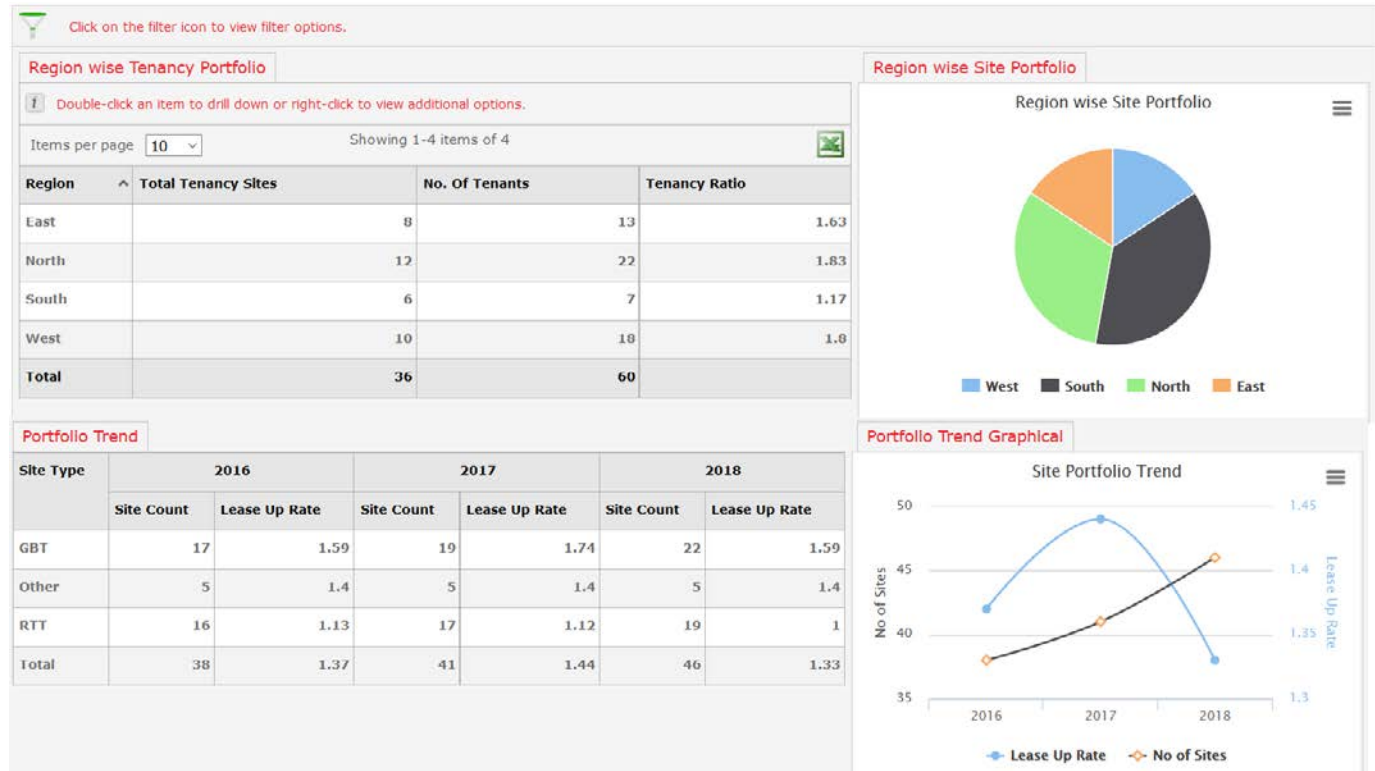 Click on the filter icon to view filter options.
Region wise Tenancy Portfolio
i Double-click an item to drill down or right-click to view additional options.
Items per page 10 Showing 1-4 items of 4
Region Total Tenancy Sites No. Of Tenants Tenancy Ratio
East 8 13 1.63
North 12 22 1.83
South 6 7 1.17
West 10 18 1.8
Total 36 60
Region wise Site Portfolio
Region wise Site Portfolio
West South North East
Portfolio Trend
Site Type 2016 2017 2018
Site Count Lease Up Rate Site Count Lease Up Rate Site Count Lease Up Rate
GBT 17 1.59 19 1.74 22 1.59
Other 5 1.4 5 1.4 5 1.4
RTT 16 1.13 17 1.12 19 1
Total 38 1.37 41 1.44 46 1.33
Portfolio Trend Graphical
Site Portfolio Trend
50 1.45
45 1.4
40 1.35
35 1.3
No of Sites
Lease Up Rate
2016 2017 2018
Lease Up Rate No of Sites